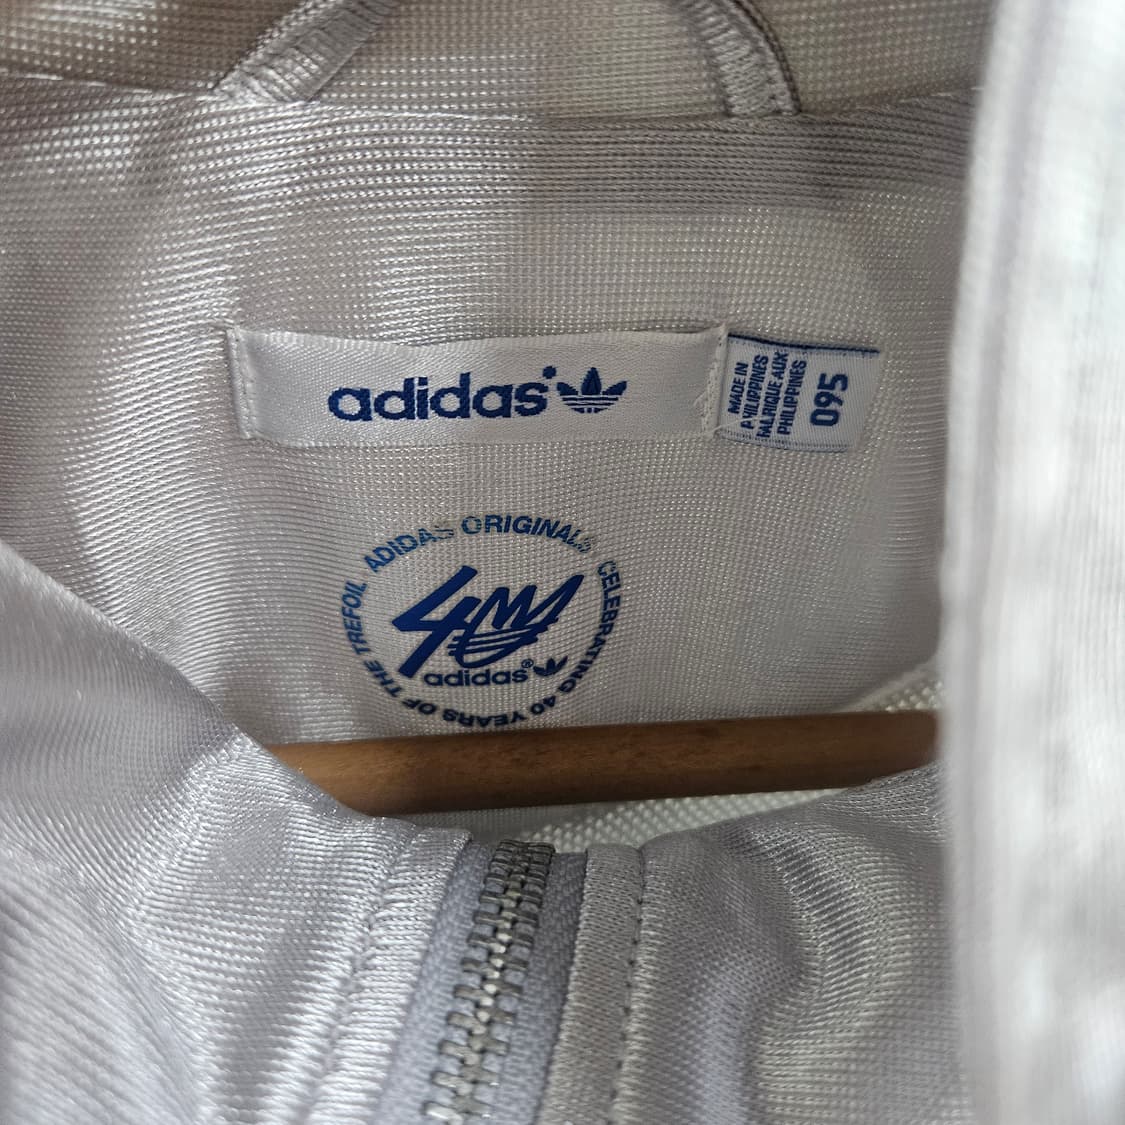 adidas
MADE IN
PHILIPPINES
FABRIQUE AUX
PHILIPPINES
095
ADIDAS ORIGINALS CELEBRATING 40 YEARS OF THE TREFOIL
40
adidas®